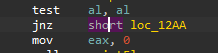 test al, al
jnz short loc_12AA
mov eax, 0